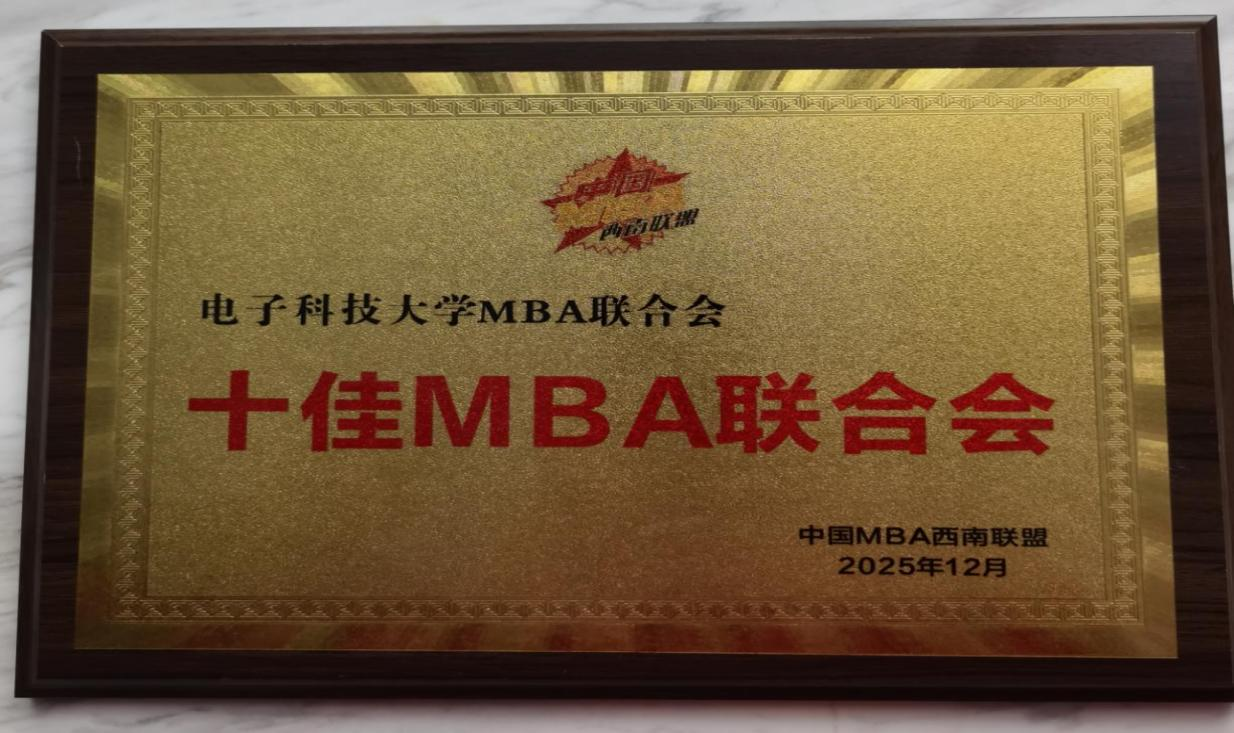 中国
西南联盟
电子科技大学MBA联合会
十佳MBA联合会
中国MBA西南联盟
2025年12月